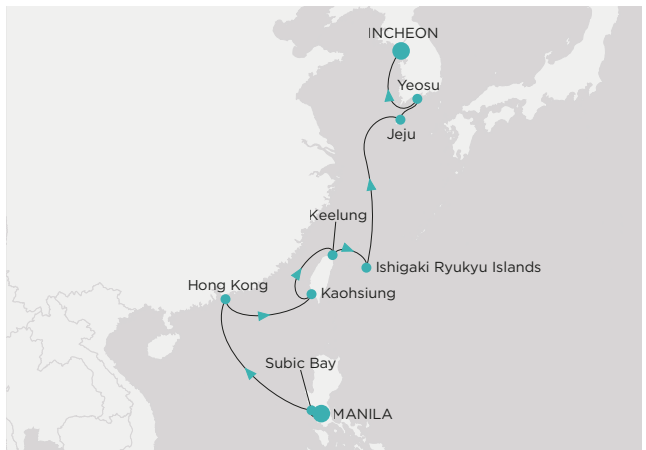 INCHEON
Yeosu
Jeju
Keelung
Ishigaki Ryukyu Islands
Hong Kong
Kaohsiung
Subic Bay
MANILA